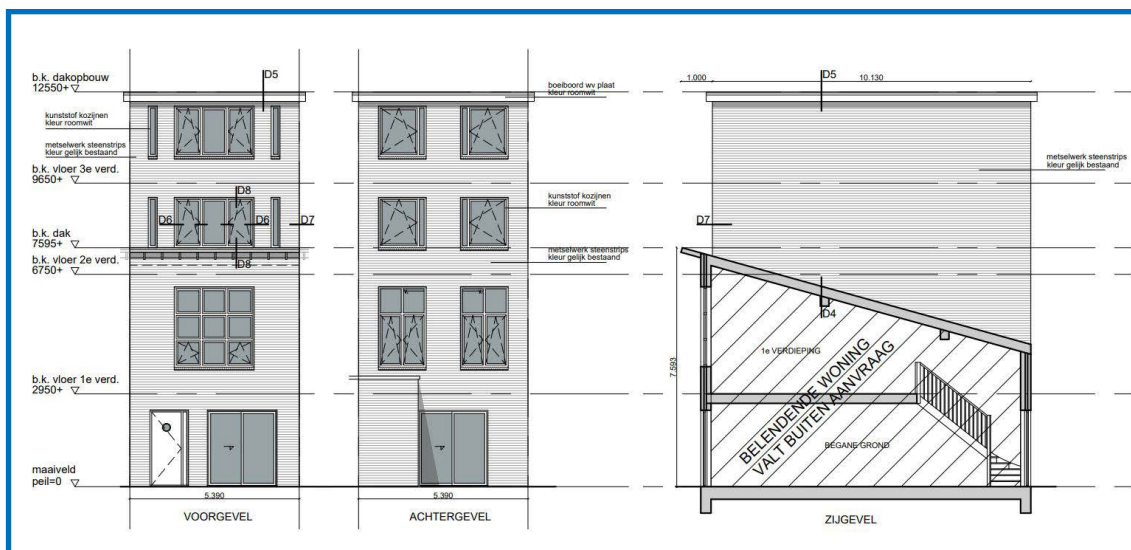 b.k. dakopbouw
12550+
kunststof kozijnen
kleur roomwit
metselwerk steenstrips
kleur gelijk bestaand
b.k. vloer 3e verd.
9650+
b.k. dak
7595+
b.k. vloer 2e verd.
6750+
b.k. vloer 1e verd.
2950+
maaiveld
peil=0
D5
D8
D6
D6
D7
D8
5.390
VOORGEVEL
boeiboord wv plaat
kleur roomwit
kunststof kozijnen
kleur roomwit
metselwerk steenstrips
kleur gelijk bestaand
5.390
ACHTERGEVEL
1.000
D5
10.130
metselwerk steenstrips
kleur gelijk bestaand
D7
D4
7.593
1e VERDIEPING
BELENDENDE WONING
VALT BUITEN AANVRAAG
BEGANE GROND
ZIJGEVEL